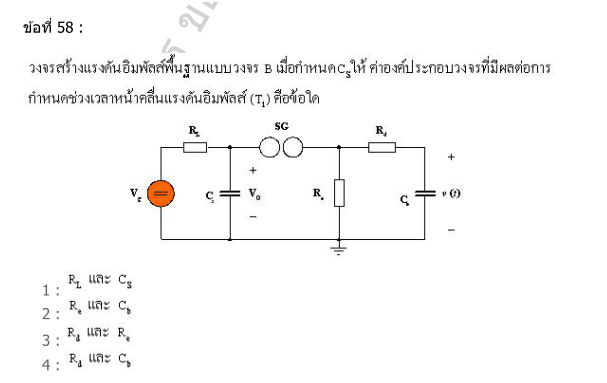 ข้อที่ 58 :
วงจรสร้างแรงดันอิมพัลส์พื้นฐานแบบวงจร B เมื่อกำหนดC_sให้ ค่าองค์ประกอบวงจรที่มีผลต่อการ
กำหนดช่วงเวลาหน้าคลื่นแรงดันอิมพัลส์ (T₁) คือข้อใด
SG
R_d
+
+
V_0
R_e
C_b
v (t)
−
−
1 : R_L และ C_s
2 : R_e และ C_b
3 : R_d และ R_e
4 : R_d และ C_b